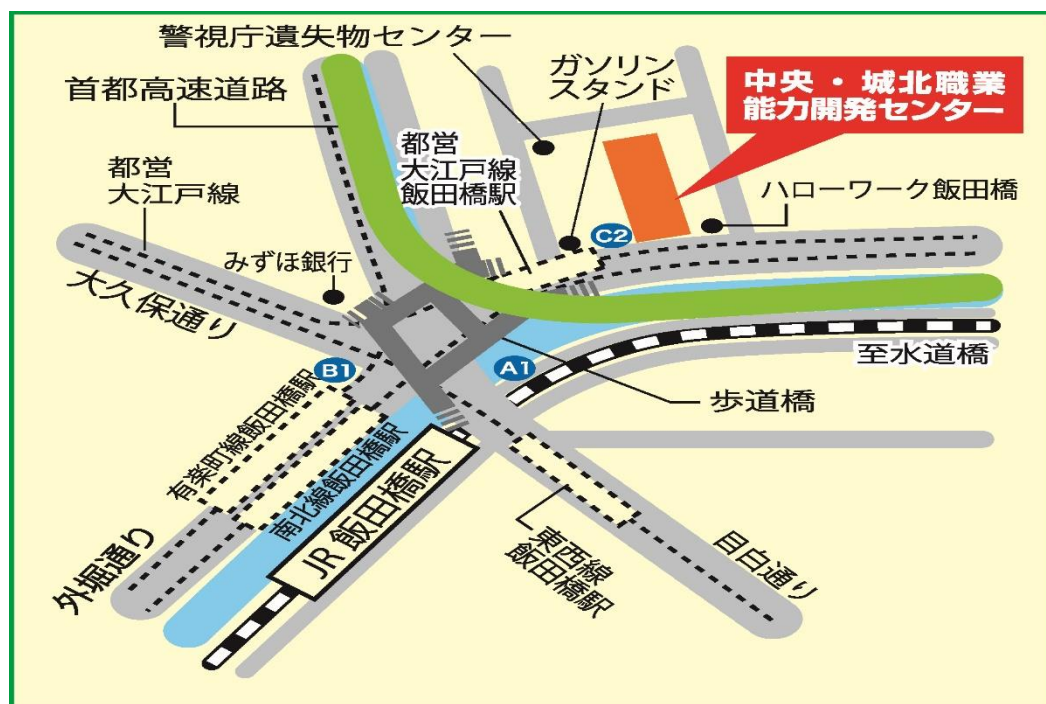 警視庁遺失物センター
首都高速道路
ガソリン
スタンド
中央・城北職業
能力開発センター
都営
大江戸線
飯田橋駅
都営
大江戸線
ハローワーク飯田橋
C2
みずほ銀行
大久保通り
至水道橋
B1
A1
歩道橋
有楽町線飯田橋駅
南北線飯田橋駅
JR 飯田橋駅
東西線
飯田橋駅
目白通り
外堀通り